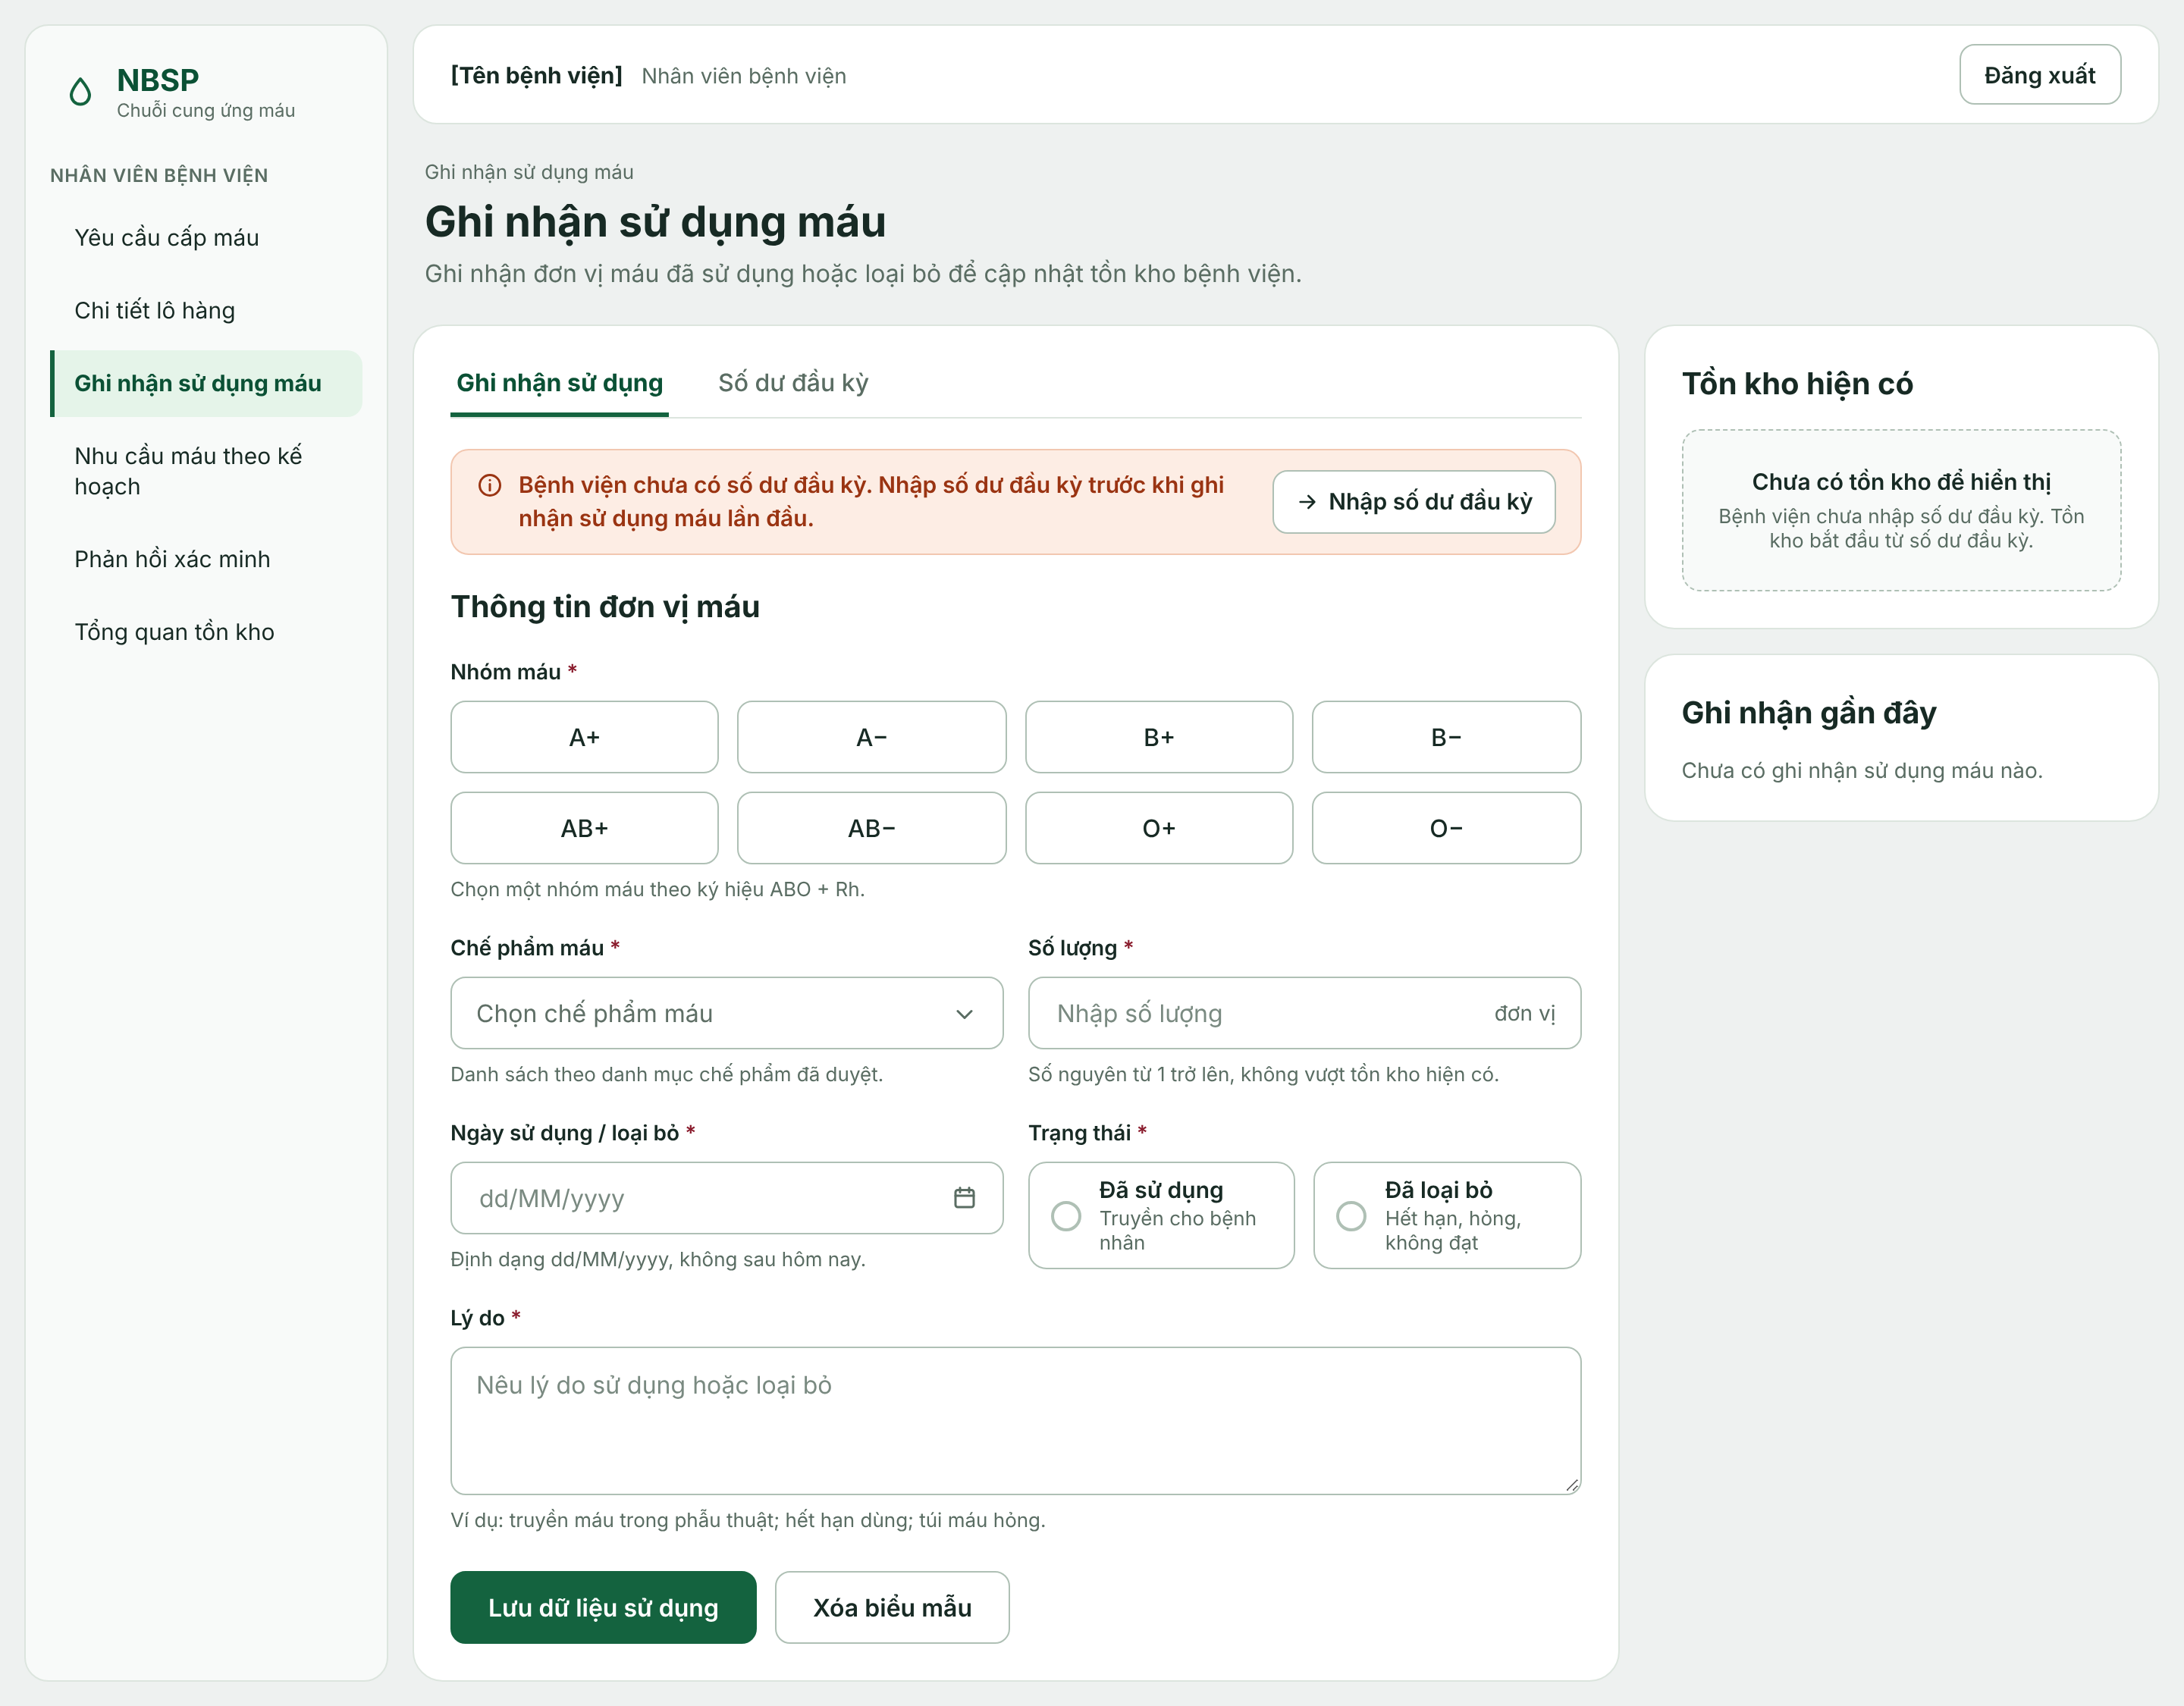 NBSP
Chuỗi cung ứng máu
NHÂN VIÊN BỆNH VIỆN
Yêu cầu cấp máu
Chi tiết lô hàng
Ghi nhận sử dụng máu
Nhu cầu máu theo kế
hoạch
Phản hồi xác minh
Tổng quan tồn kho
[Tên bệnh viện] Nhân viên bệnh viện
Đăng xuất
Ghi nhận sử dụng máu
Ghi nhận sử dụng máu
Ghi nhận đơn vị máu đã sử dụng hoặc loại bỏ để cập nhật tồn kho bệnh viện.
Ghi nhận sử dụng
Số dư đầu kỳ
Bệnh viện chưa có số dư đầu kỳ. Nhập số dư đầu kỳ trước khi ghi
nhận sử dụng máu lần đầu.
→ Nhập số dư đầu kỳ
Thông tin đơn vị máu
Nhóm máu *
A+
A−
B+
B−
AB+
AB−
O+
O−
Chọn một nhóm máu theo ký hiệu ABO + Rh.
Chế phẩm máu *
Chọn chế phẩm máu
Danh sách theo danh mục chế phẩm đã duyệt.
Số lượng *
Nhập số lượng đơn vị
Số nguyên từ 1 trở lên, không vượt tồn kho hiện có.
Ngày sử dụng / loại bỏ *
dd/MM/yyyy
Định dạng dd/MM/yyyy, không sau hôm nay.
Trạng thái *
Đã sử dụng
Truyền cho bệnh
nhân
Đã loại bỏ
Hết hạn, hỏng,
không đạt
Lý do *
Nêu lý do sử dụng hoặc loại bỏ
Ví dụ: truyền máu trong phẫu thuật; hết hạn dùng; túi máu hỏng.
Lưu dữ liệu sử dụng
Xóa biểu mẫu
Tồn kho hiện có
Chưa có tồn kho để hiển thị
Bệnh viện chưa nhập số dư đầu kỳ. Tồn
kho bắt đầu từ số dư đầu kỳ.
Ghi nhận gần đây
Chưa có ghi nhận sử dụng máu nào.